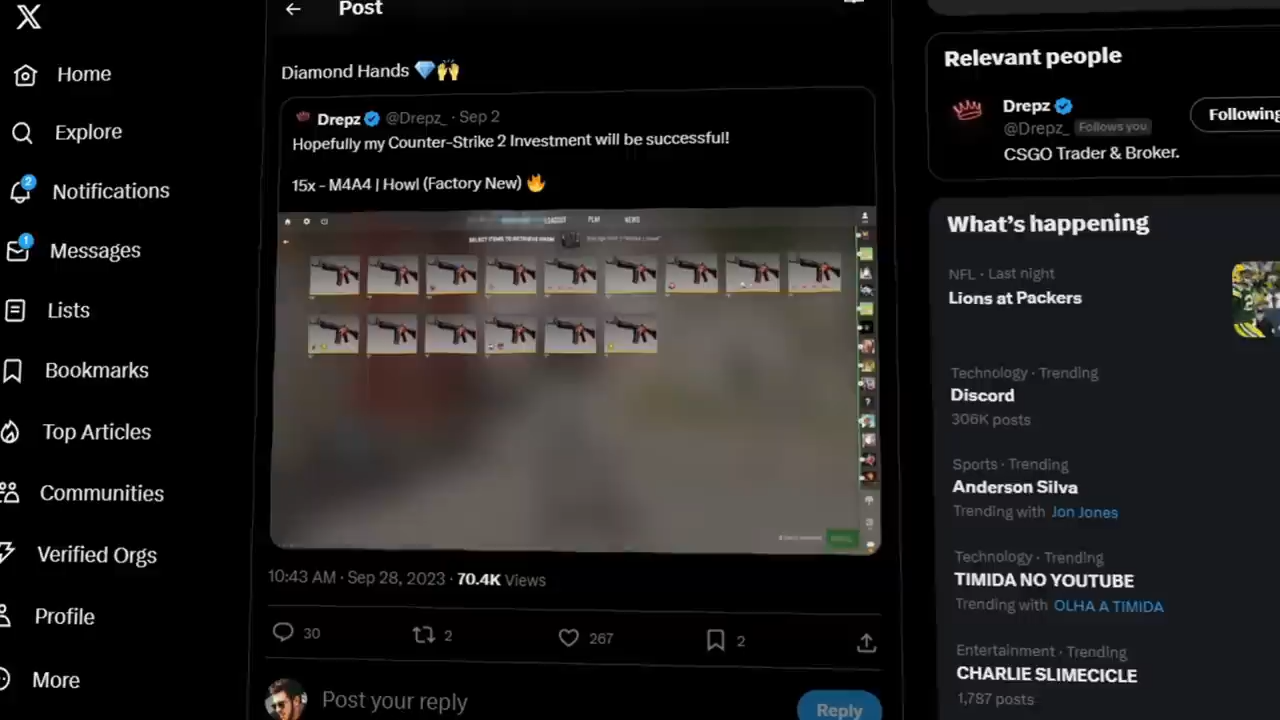 Post
Home
Explore
2
Notifications
1
Messages
Lists
Bookmarks
Top Articles
Communities
Verified Orgs
Profile
More
Diamond Hands 💎🙌
Drepz @Drepz_ · Sep 2
Hopefully my Counter-Strike 2 Investment will be successful!
15x - M4A4 | Howl (Factory New) 🔥
LOADOUT PLAY NEWS
10:43 AM · Sep 28, 2023 · 70.4K Views
30 2 267 2
Post your reply
Reply
Relevant people
Drepz
@Drepz_ Follows you
Following
CSGO Trader & Broker.
What's happening
NFL · Last night
Lions at Packers
Technology · Trending
Discord
306K posts
Sports · Trending
Anderson Silva
Trending with Jon Jones
Technology · Trending
TIMIDA NO YOUTUBE
Trending with OLHA A TIMIDA
Entertainment · Trending
CHARLIE SLIMECICLE
1,787 posts